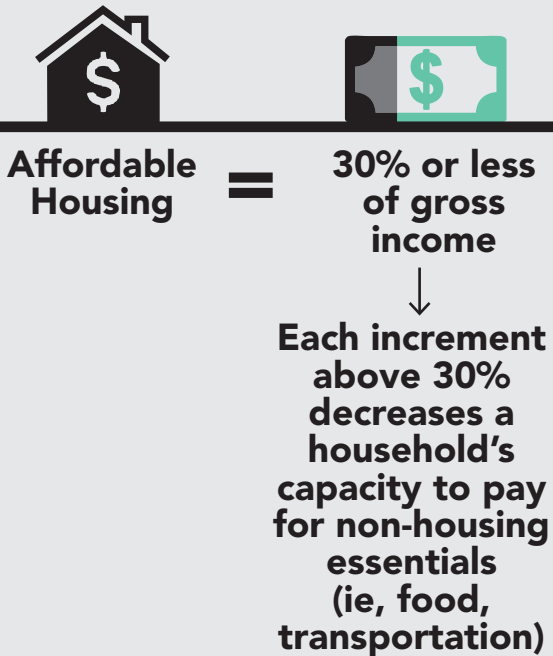 $
$
Affordable
Housing
=
30% or less
of gross
income
↓
Each increment
above 30%
decreases a
household’s
capacity to pay
for non-housing
essentials
(ie, food,
transportation)